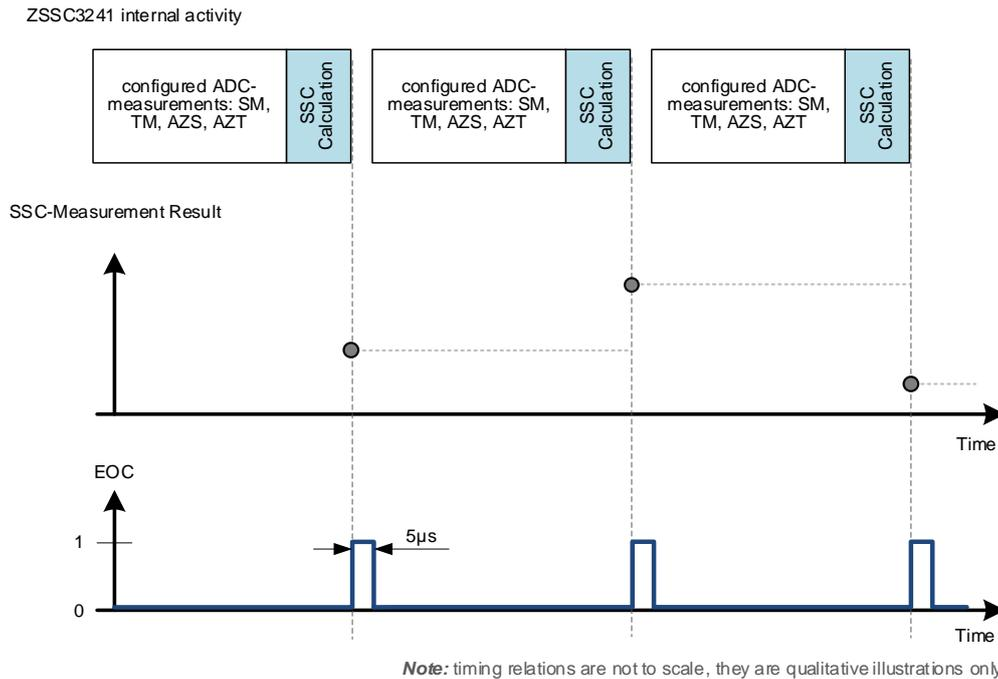 ZSSC3241 internal activity
configured ADC-
measurements: SM,
TM, AZS, AZT
SSC
Calculation
configured ADC-
measurements: SM,
TM, AZS, AZT
SSC
Calculation
configured ADC-
measurements: SM,
TM, AZS, AZT
SSC
Calculation
SSC-Measurement Result
Time
EOC
1
5µs
0
Time
Note: timing relations are not to scale, they are qualitative illustrations only